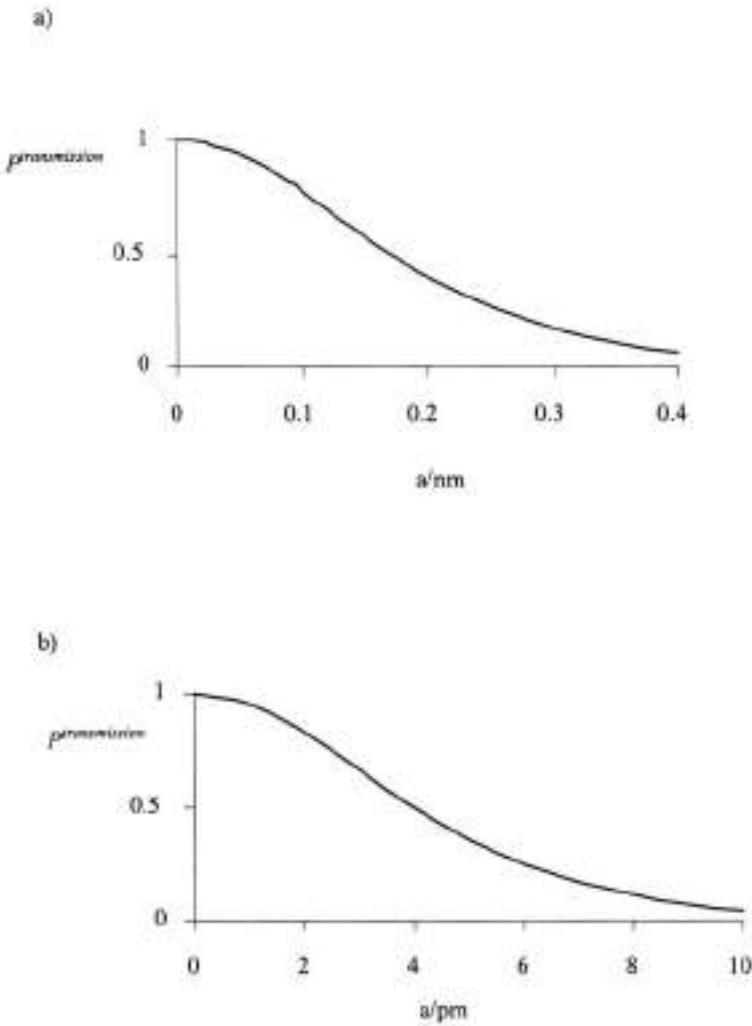 a)
1
P^transmission
0.5
0
0 0.1 0.2 0.3 0.4
a/nm
b)
1
P^transmission
0.5
0
0 2 4 6 8 10
a/pm